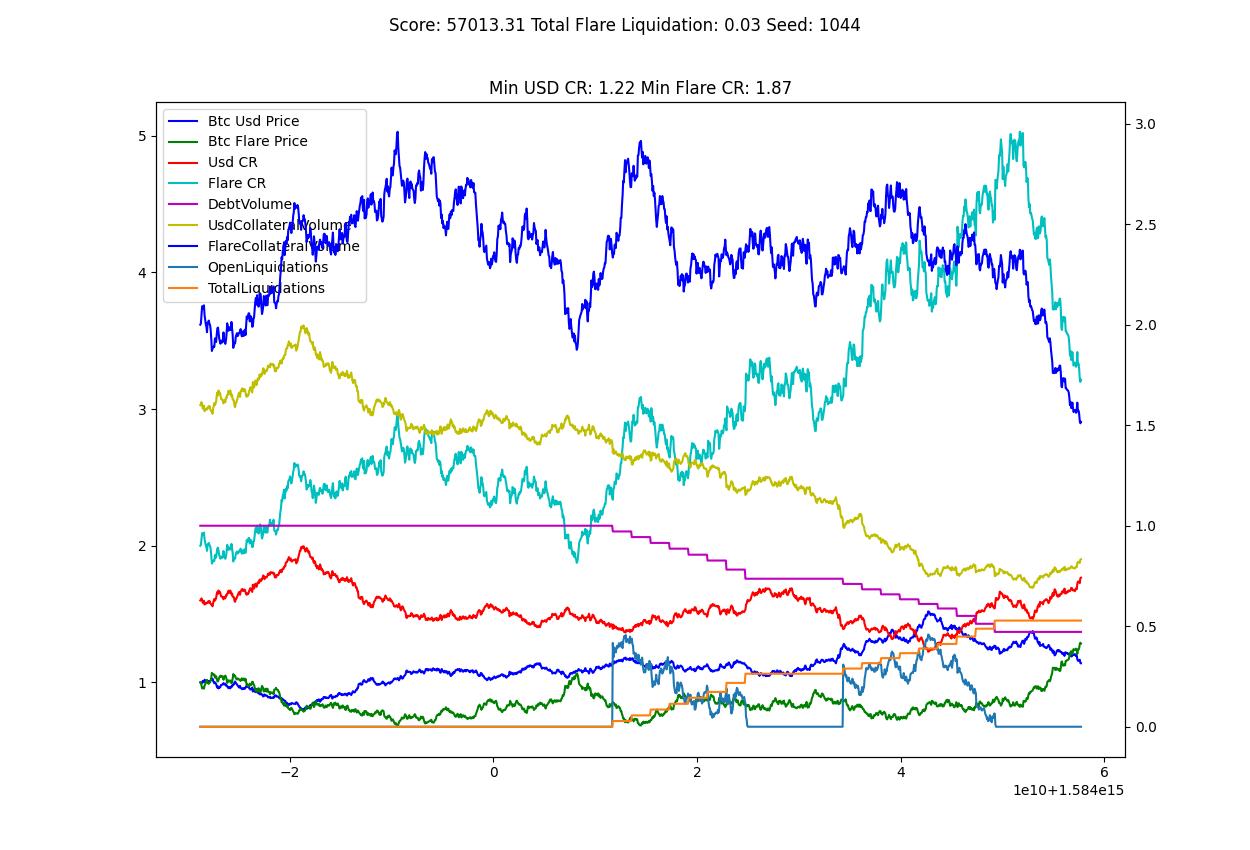 Score: 57013.31 Total Flare Liquidation: 0.03 Seed: 1044
Min USD CR: 1.22 Min Flare CR: 1.87
Btc Usd Price
Btc Flare Price
Usd CR
Flare CR
DebtVolume
UsdCollateralVolume
FlareCollateralVolume
OpenLiquidations
TotalLiquidations
5
4
3
2
1
3.0
2.5
2.0
1.5
1.0
0.5
0.0
−2 0 2 4 6
1e10+1.584e15